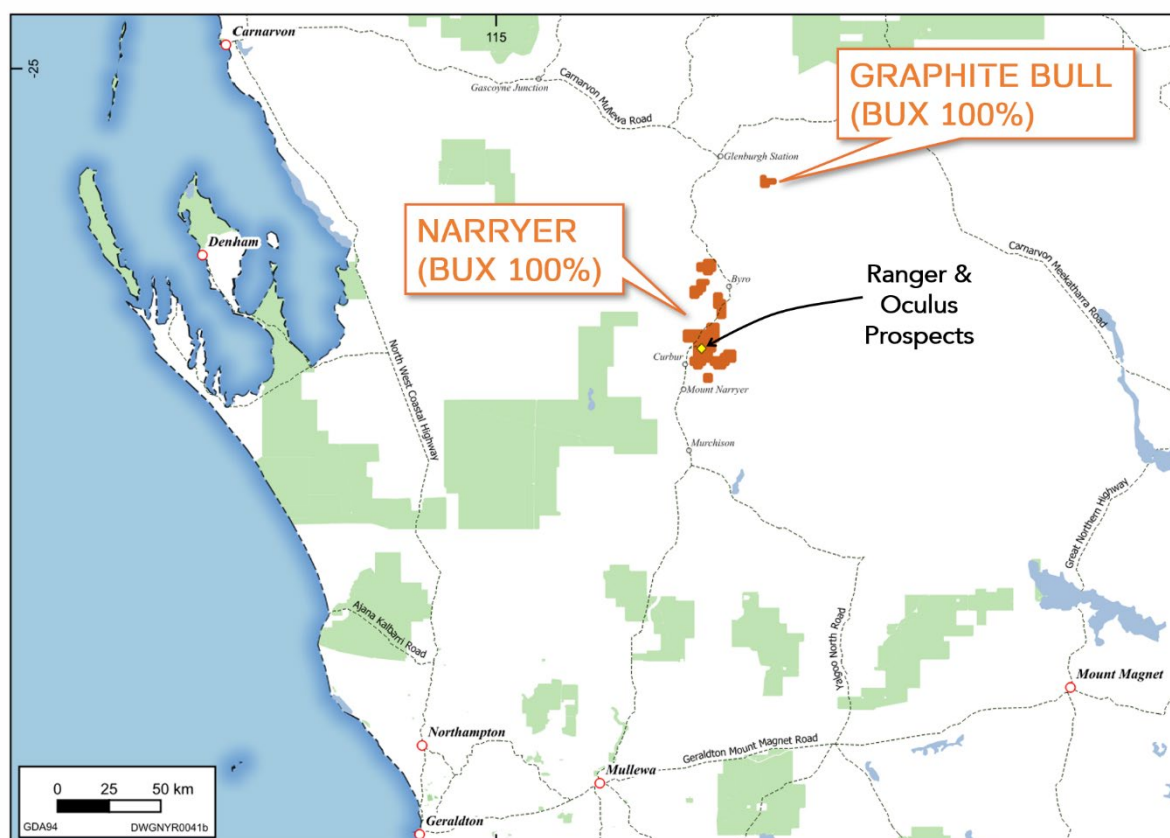 Carnarvon
115
-25
Gascoyne Junction
Carnarvon Mullewa Road
GRAPHITE BULL
(BUX 100%)
Glenburgh Station
NARRYER
(BUX 100%)
Denham
Byro
Ranger &
Oculus
Prospects
Carnarvon Meekatharra Road
North West Coastal Highway
Curbur
Mount Narryer
Murchison
Great Northern Highway
Ajana Kalbarri Road
Yalgoo North Road
Mount Magnet
Northampton
Geraldton Mount Magnet Road
Mullewa
0 25 50 km
GDA94 DWGNYR0041b
Geraldton